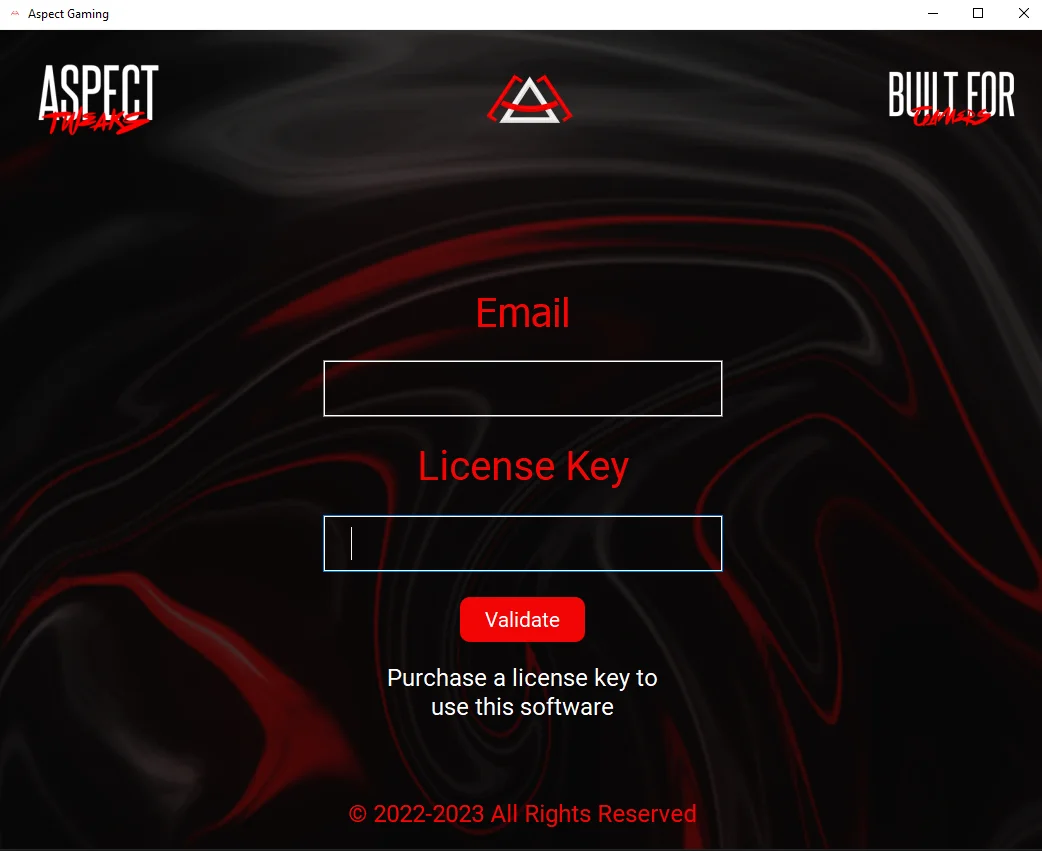 Aspect Gaming
ASPECT
TWEAKS
BUILT FOR
GAMERS
Email
License Key
Validate
Purchase a license key to
use this software
© 2022-2023 All Rights Reserved